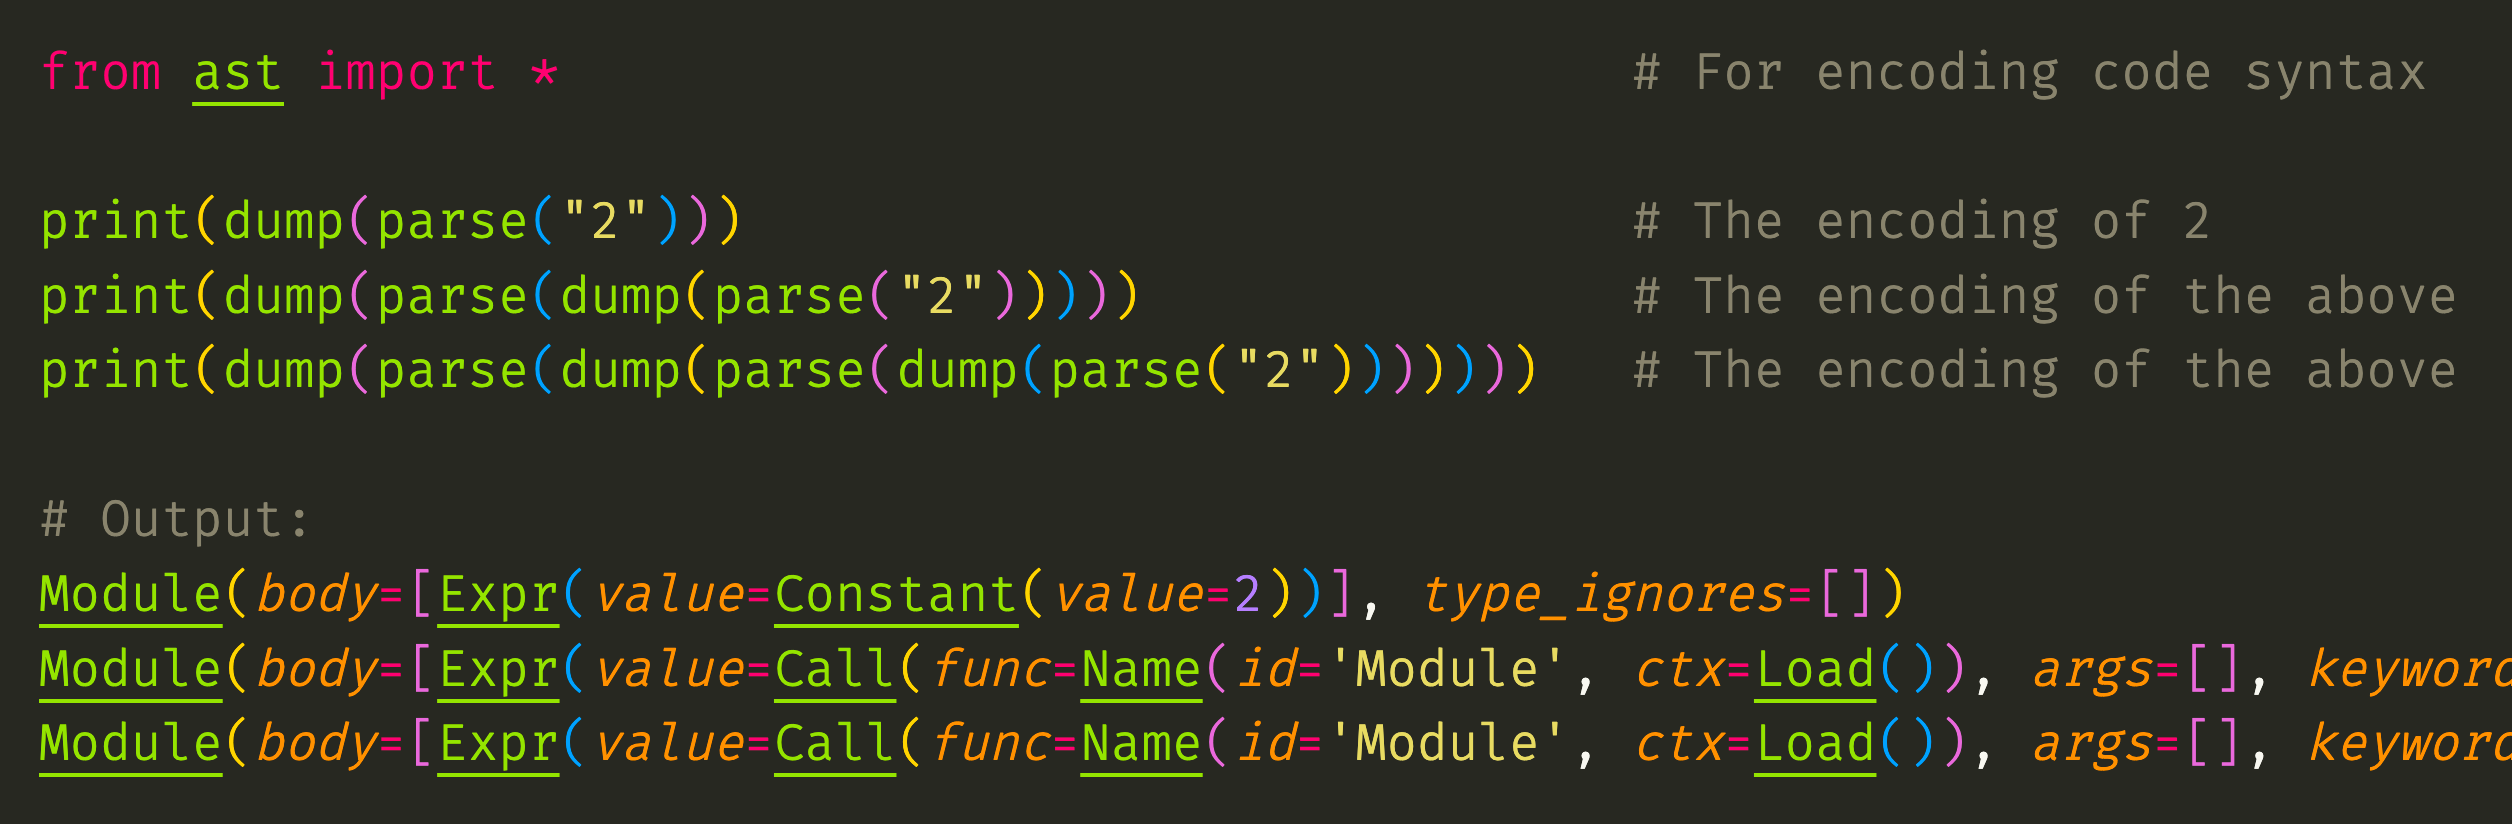 from ast import * # For encoding code syntax
print(dump(parse("2"))) # The encoding of 2
print(dump(parse(dump(parse("2"))))) # The encoding of the above
print(dump(parse(dump(parse(dump(parse("2"))))))) # The encoding of the above
# Output:
Module(body=[Expr(value=Constant(value=2))], type_ignores=[])
Module(body=[Expr(value=Call(func=Name(id='Module', ctx=Load()), args=[], keyword
Module(body=[Expr(value=Call(func=Name(id='Module', ctx=Load()), args=[], keyword